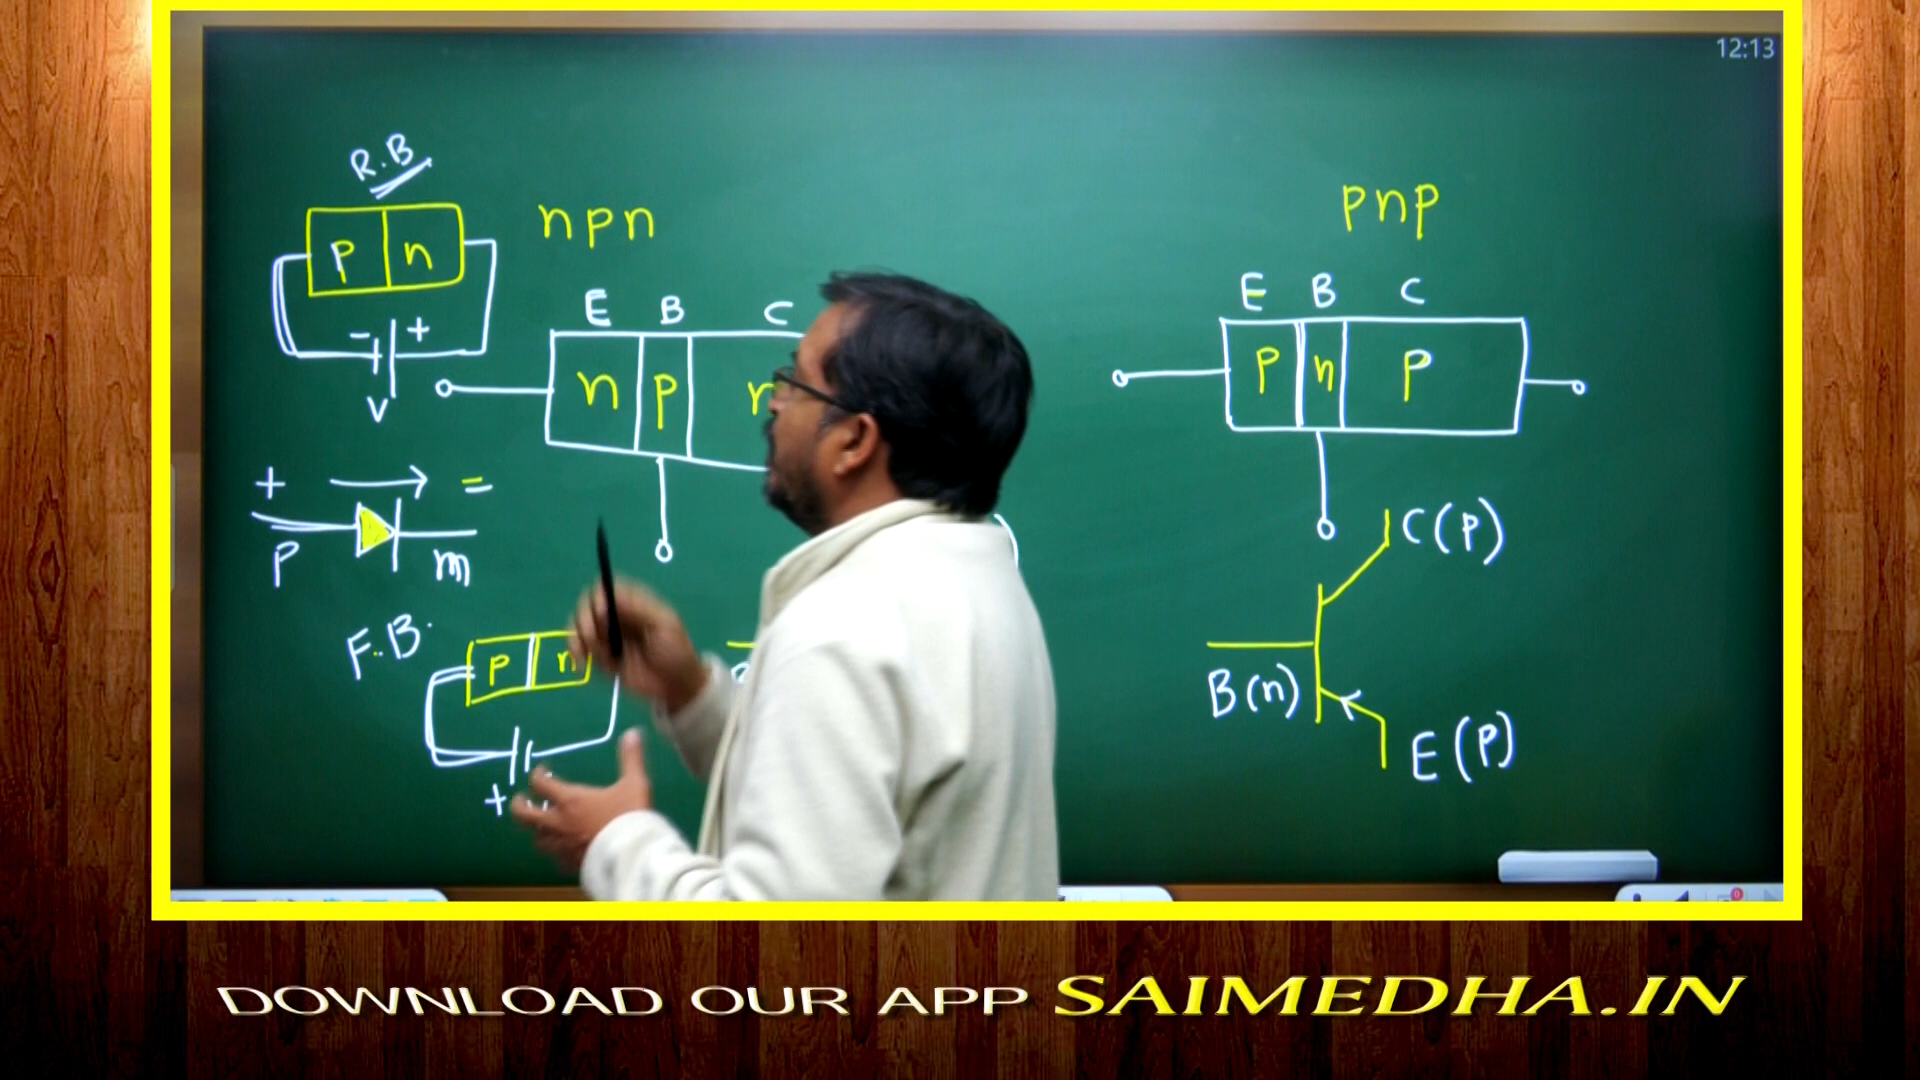 12:13
R.B
p n
- +
V
+ =
p n
F.B.
p n
+
npn
E B C
n p n
pnp
E B C
p n p
C(p)
B(n)
E(p)
DOWNLOAD OUR APP SAIMEDHA.IN